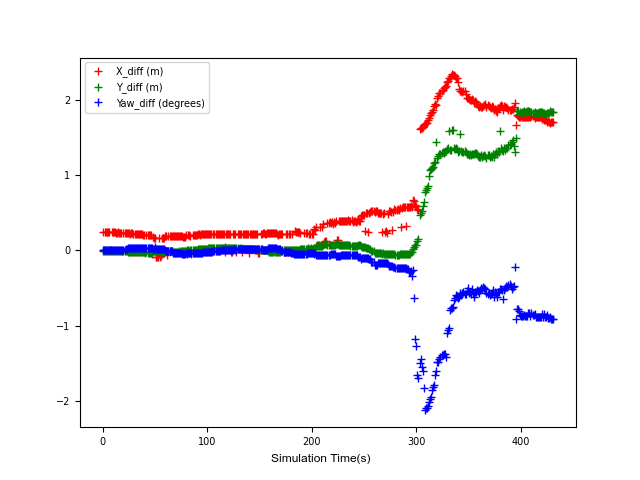 X_diff (m)
Y_diff (m)
Yaw_diff (degrees)
2
1
0
−1
−2
0 100 200 300 400
Simulation Time(s)